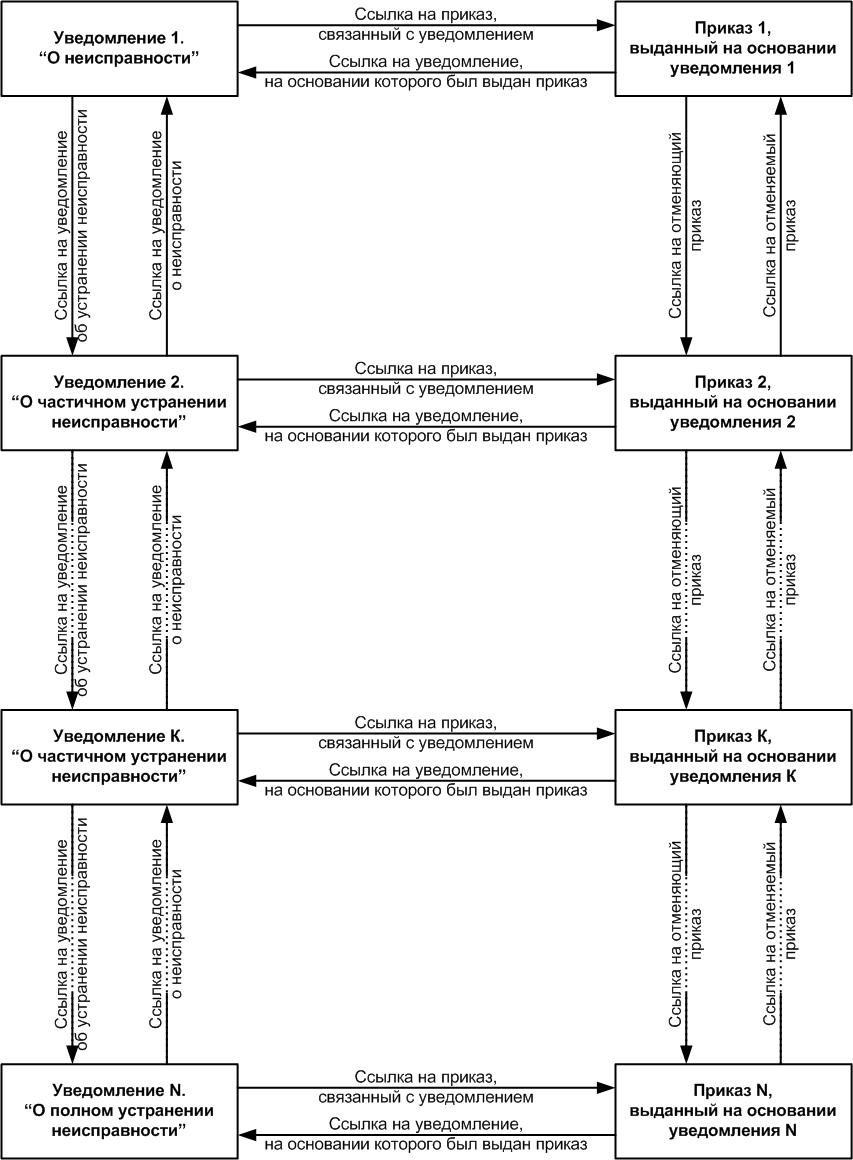 Уведомление 1.
“О неисправности”
Ссылка на приказ,
связанный с уведомлением
Ссылка на уведомление,
на основании которого был выдан приказ
Приказ 1,
выданный на основании
уведомления 1
Ссылка на уведомление
об устранении неисправности
Ссылка на уведомление
о неисправности
Ссылка на отменяющий
приказ
Ссылка на отменяемый
приказ
Уведомление 2.
“О частичном устранении
неисправности”
Ссылка на приказ,
связанный с уведомлением
Ссылка на уведомление,
на основании которого был выдан приказ
Приказ 2,
выданный на основании
уведомления 2
Ссылка на уведомление
об устранении неисправности
Ссылка на уведомление
о неисправности
Ссылка на отменяющий
приказ
Ссылка на отменяемый
приказ
Уведомление К.
“О частичном устранении
неисправности”
Ссылка на приказ,
связанный с уведомлением
Ссылка на уведомление,
на основании которого был выдан приказ
Приказ К,
выданный на основании
уведомления К
Ссылка на уведомление
об устранении неисправности
Ссылка на уведомление
о неисправности
Ссылка на отменяющий
приказ
Ссылка на отменяемый
приказ
Уведомление N.
“О полном устранении
неисправности”
Ссылка на приказ,
связанный с уведомлением
Ссылка на уведомление,
на основании которого был выдан приказ
Приказ N,
выданный на основании
уведомления N